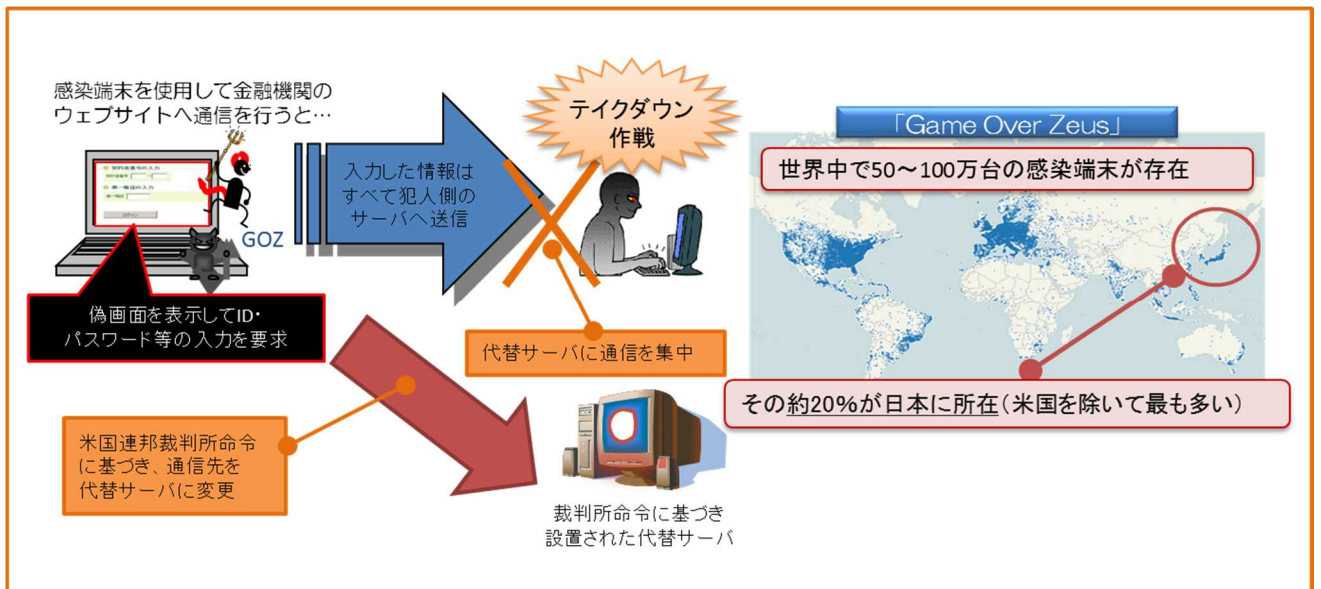 感染端末を使用して金融機関の
ウェブサイトへ通信を行うと…
GOZ
偽画面を表示してID・
パスワード等の入力を要求
入力した情報は
すべて犯人側の
サーバへ送信
テイクダウン
作戦
代替サーバに通信を集中
米国連邦裁判所命令
に基づき、通信先を
代替サーバに変更
裁判所命令に基づき
設置された代替サーバ
「Game Over Zeus」
世界中で50~100万台の感染端末が存在
その約20%が日本に所在(米国を除いて最も多い)